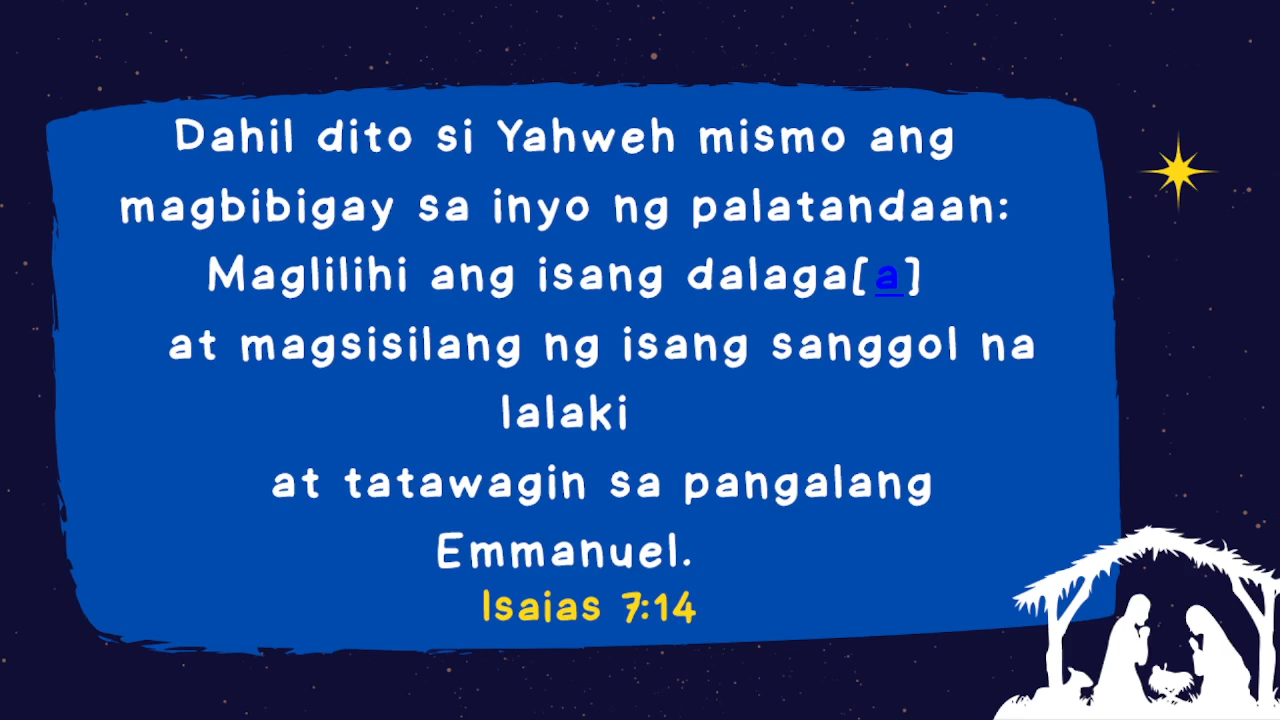 Dahil dito si Yahweh mismo ang
magbibigay sa inyo ng palatandaan:
Maglilihi ang isang dalaga[a]
at magsisilang ng isang sanggol na
lalaki
at tatawagin sa pangalang
Emmanuel.
Isaias 7:14